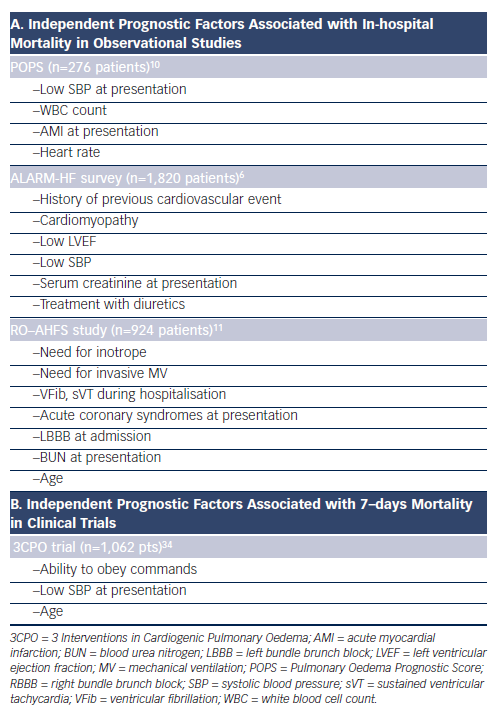 A. Independent Prognostic Factors Associated with In-hospital
Mortality in Observational Studies
POPS (n=276 patients)10
–Low SBP at presentation
–WBC count
–AMI at presentation
–Heart rate
ALARM-HF survey (n=1,820 patients)6
–History of previous cardiovascular event
–Cardiomyopathy
–Low LVEF
–Low SBP
–Serum creatinine at presentation
–Treatment with diuretics
RO–AHFS study (n=924 patients)11
–Need for inotrope
–Need for invasive MV
–VFib, sVT during hospitalisation
–Acute coronary syndromes at presentation
–LBBB at admission
–BUN at presentation
–Age
B. Independent Prognostic Factors Associated with 7–days Mortality
in Clinical Trials
3CPO trial (n=1,062 pts)34
–Ability to obey commands
–Low SBP at presentation
–Age
3CPO = 3 Interventions in Cardiogenic Pulmonary Oedema; AMI = acute myocardial
infarction; BUN = blood urea nitrogen; LBBB = left bundle brunch block; LVEF = left ventricular
ejection fraction; MV = mechanical ventilation; POPS = Pulmonary Oedema Prognostic Score;
RBBB = right bundle brunch block; SBP = systolic blood pressure; sVT = sustained ventricular
tachycardia; VFib = ventricular fibrillation; WBC = white blood cell count.